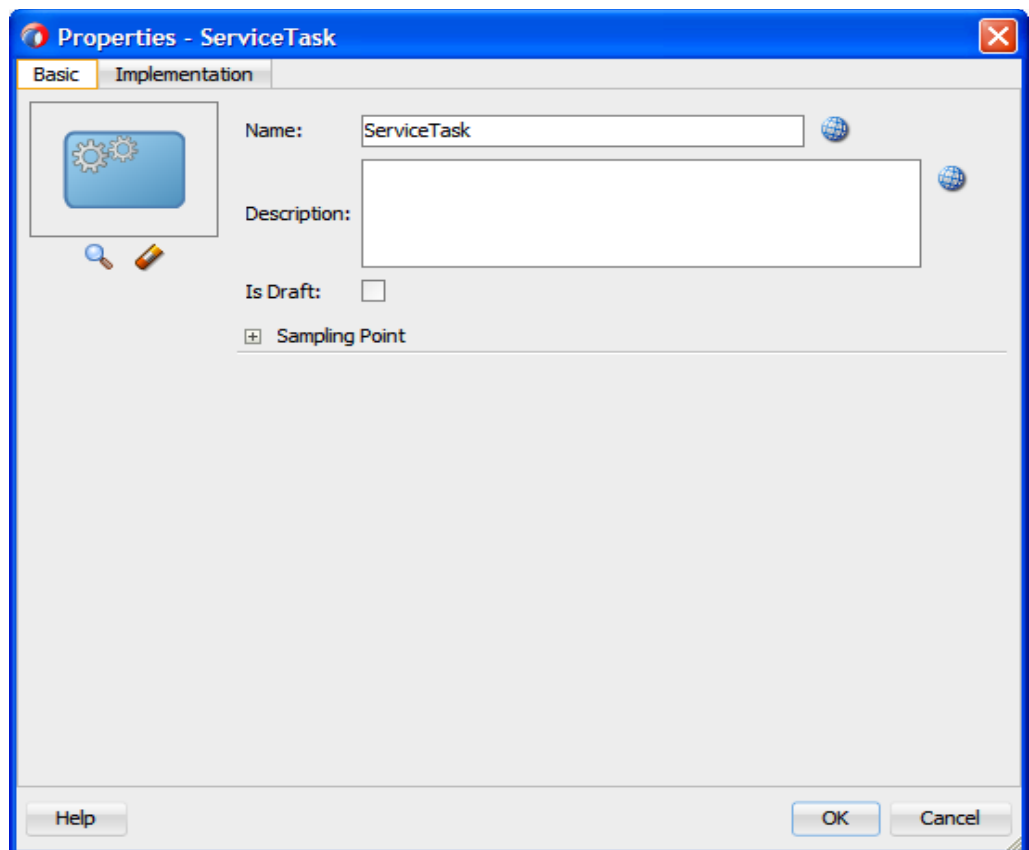 Properties - ServiceTask
Basic Implementation
Name: ServiceTask
Description:
Is Draft:
Sampling Point
Help OK Cancel